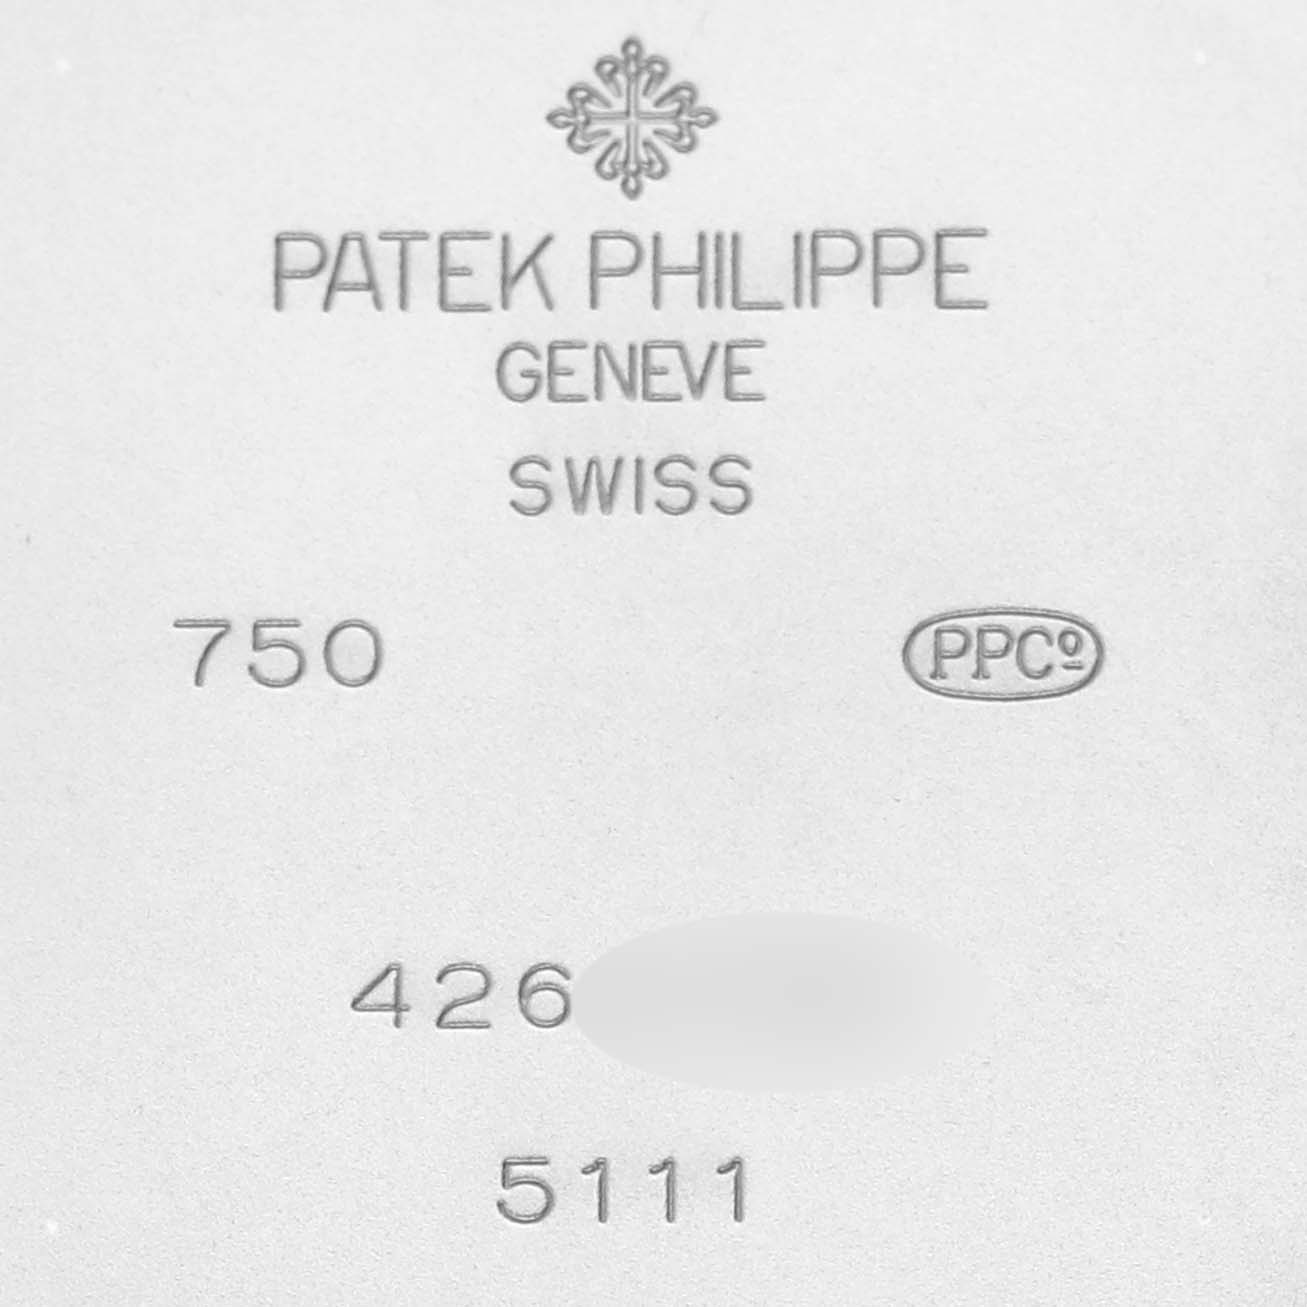 PATEK PHILIPPE
GENEVE
SWISS
750 PPCº
426
5111